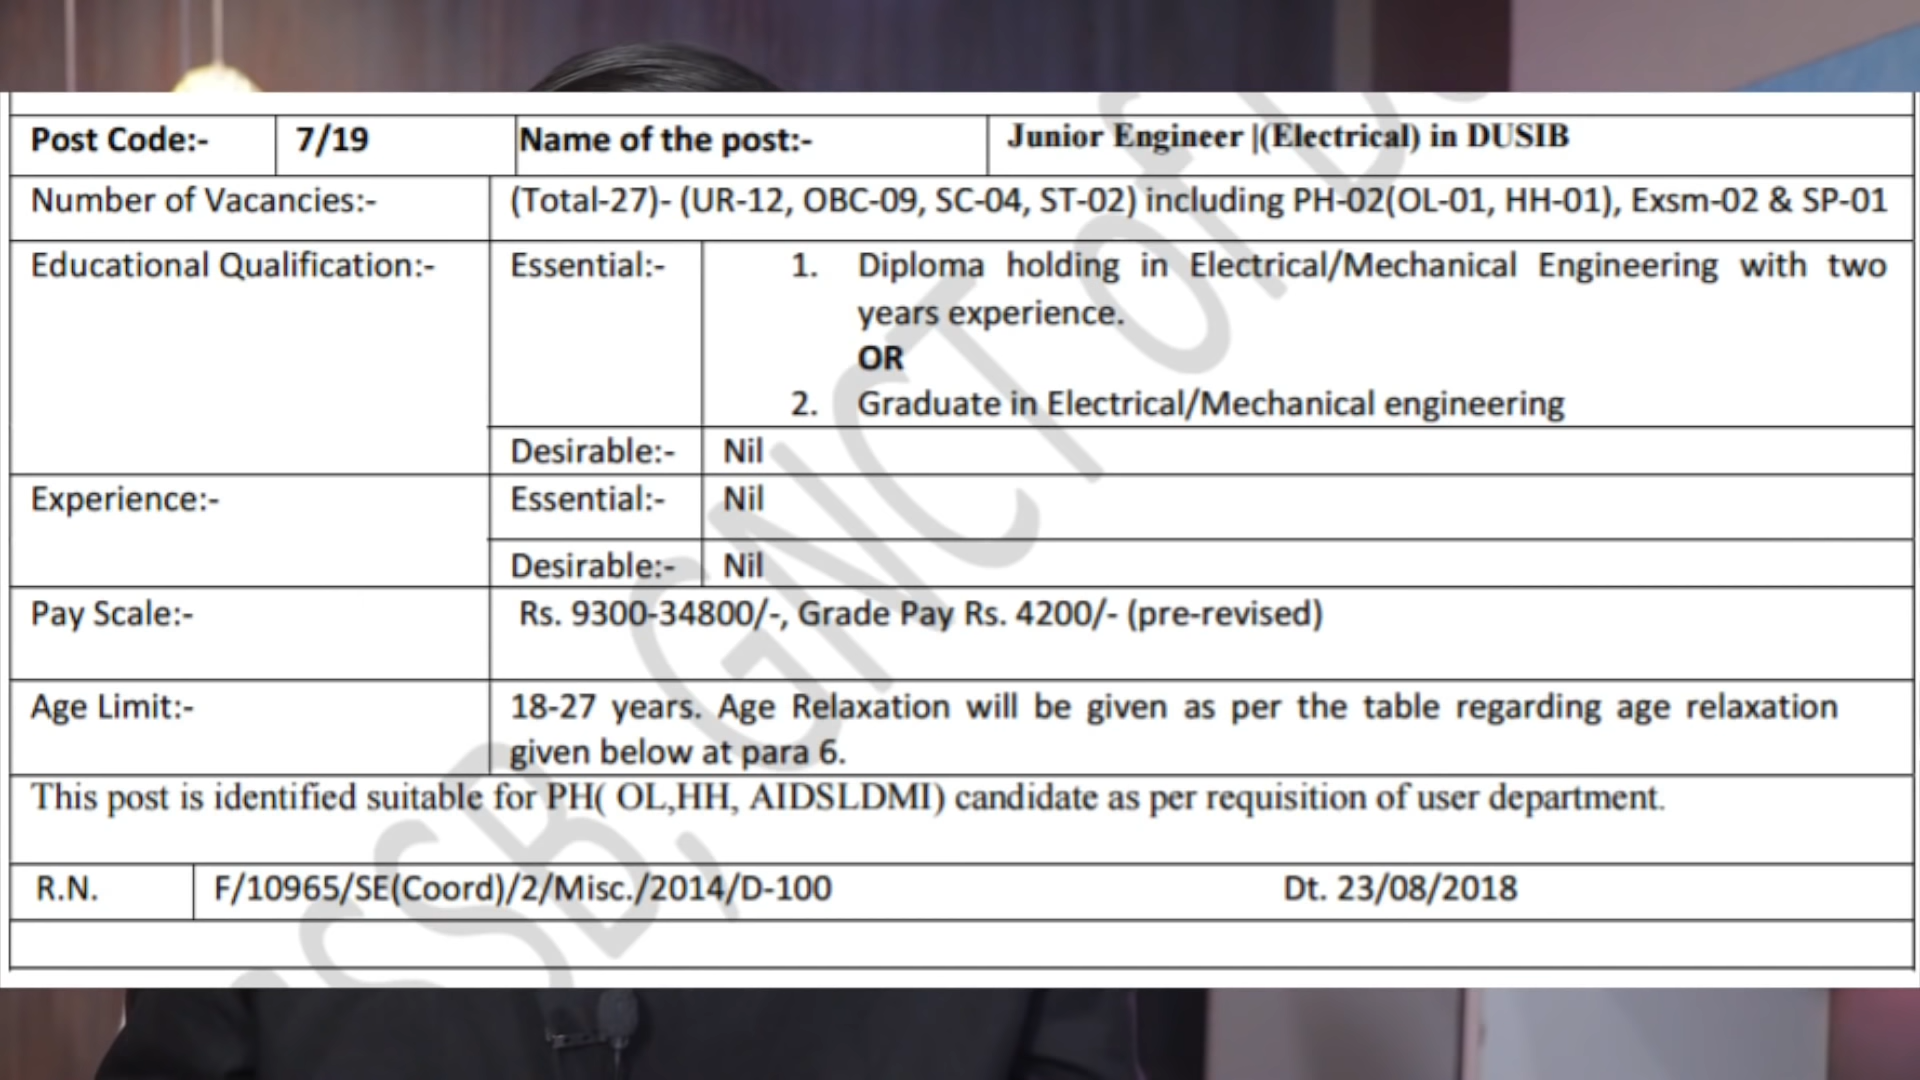 Post Code:- 7/19 Name of the post:- Junior Engineer |(Electrical) in DUSIB
Number of Vacancies:- (Total-27)- (UR-12, OBC-09, SC-04, ST-02) including PH-02(OL-01, HH-01), Exsm-02 & SP-01
Educational Qualification:- Essential:- 1. Diploma holding in Electrical/Mechanical Engineering with two
years experience.
OR
2. Graduate in Electrical/Mechanical engineering
Desirable:- Nil
Experience:- Essential:- Nil
Desirable:- Nil
Pay Scale:- Rs. 9300-34800/-, Grade Pay Rs. 4200/- (pre-revised)
Age Limit:- 18-27 years. Age Relaxation will be given as per the table regarding age relaxation
given below at para 6.
This post is identified suitable for PH( OL,HH, AIDSLDMI) candidate as per requisition of user department.
R.N. F/10965/SE(Coord)/2/Misc./2014/D-100 Dt. 23/08/2018
GNCT of